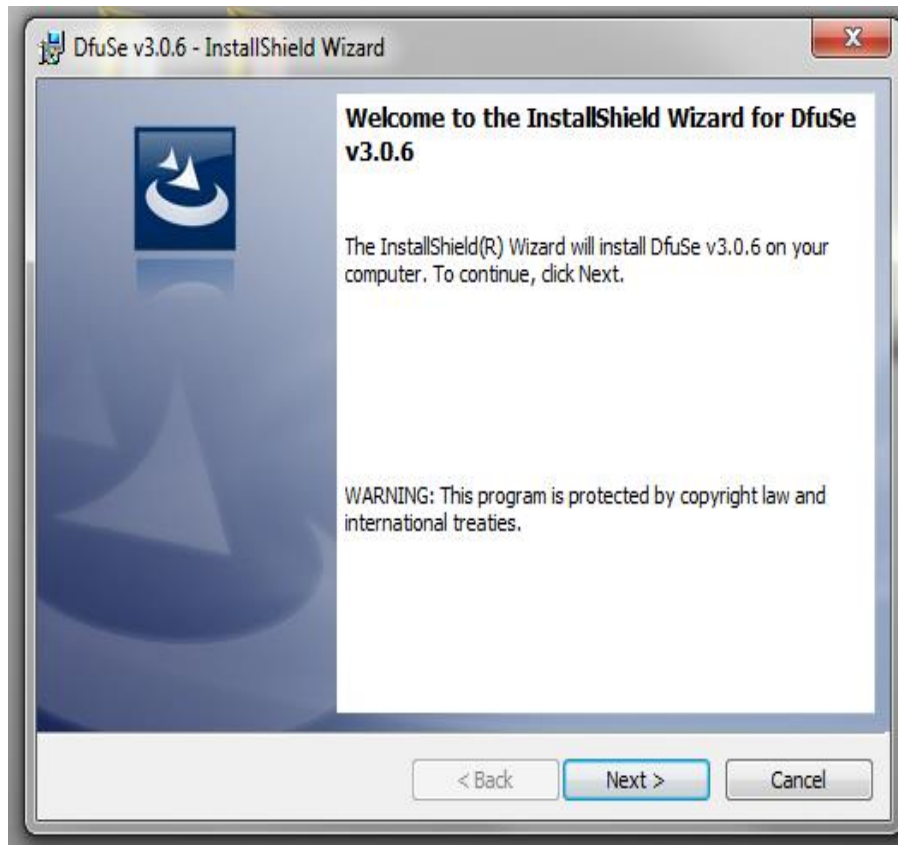 DfuSe v3.0.6 - InstallShield Wizard
X
Welcome to the InstallShield Wizard for DfuSe
v3.0.6
The InstallShield(R) Wizard will install DfuSe v3.0.6 on your
computer. To continue, click Next.
WARNING: This program is protected by copyright law and
international treaties.
< Back Next > Cancel